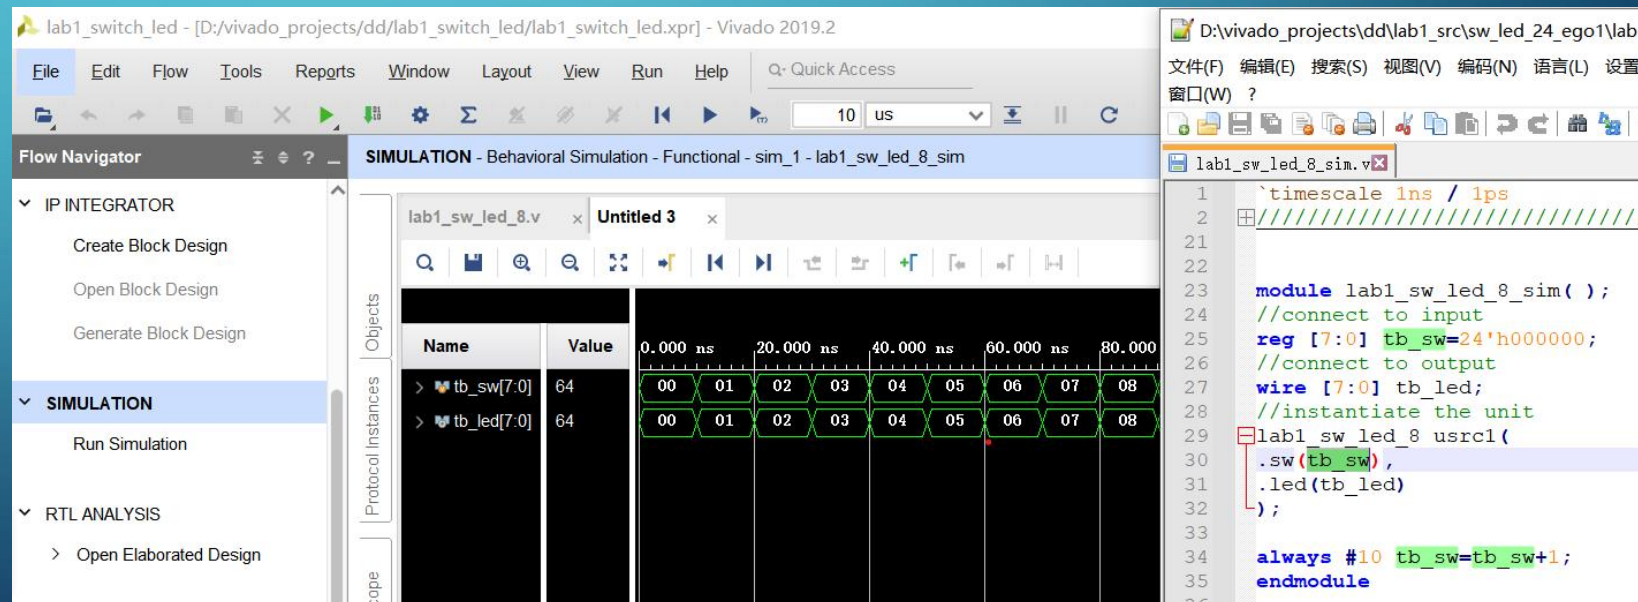 lab1_switch_led - [D:/vivado_projects/dd/lab1_switch_led/lab1_switch_led.xpr] - Vivado 2019.2
File Edit Flow Tools Reports Window Layout View Run Help Quick Access
10 us
Flow Navigator
IP INTEGRATOR
Create Block Design
Open Block Design
Generate Block Design
SIMULATION
Run Simulation
RTL ANALYSIS
Open Elaborated Design
SIMULATION - Behavioral Simulation - Functional - sim_1 - lab1_sw_led_8_sim
Objects
Protocol Instances
lab1_sw_led_8.v Untitled 3
Name Value 0.000 ns 20.000 ns 40.000 ns 60.000 ns 80.000
tb_sw[7:0] 64 00 01 02 03 04 05 06 07 08
tb_led[7:0] 64 00 01 02 03 04 05 06 07 08
D:\vivado_projects\dd\lab1_src\sw_led_24_ego1\lab
文件(F) 编辑(E) 搜索(S) 视图(V) 编码(N) 语言(L) 设置
窗口(W) ?
lab1_sw_led_8_sim.v
1 `timescale 1ns / 1ps
2 //////////////////////////////
21
22
23 module lab1_sw_led_8_sim( );
24 //connect to input
25 reg [7:0] tb_sw=24'h000000;
26 //connect to output
27 wire [7:0] tb_led;
28 //instantiate the unit
29 lab1_sw_led_8 usrc1(
30 .sw(tb_sw),
31 .led(tb_led)
32 );
33
34 always #10 tb_sw=tb_sw+1;
35 endmodule